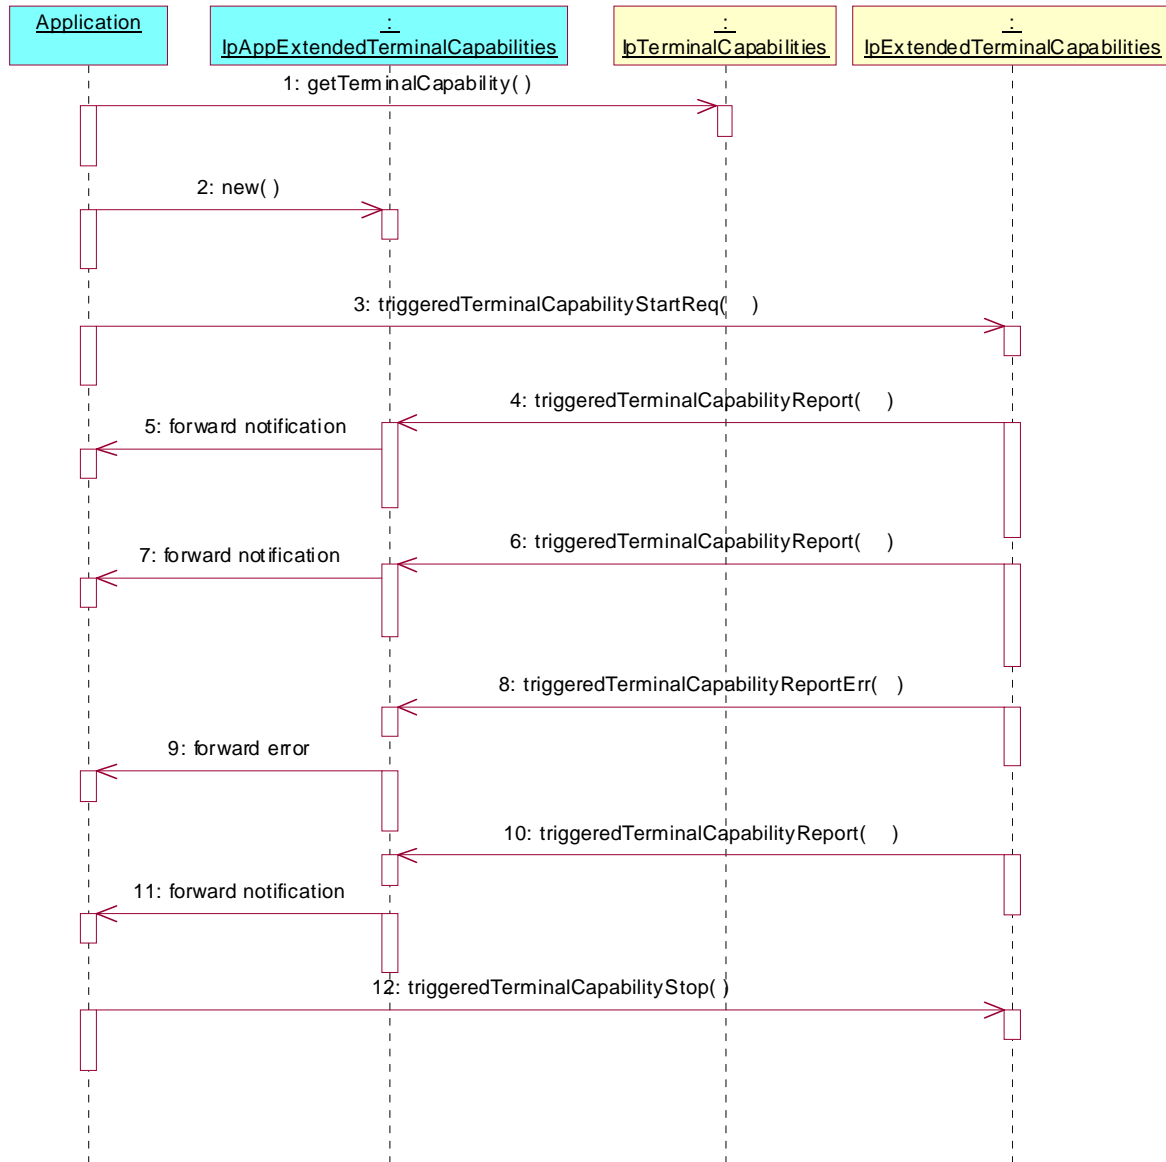 Application
:
IpAppExtendedTerminalCapabilities
:
IpTerminalCapabilities
:
IpExtendedTerminalCapabilities
1: getTerminalCapability( )
2: new( )
3: triggeredTerminalCapabilityStartReq( )
4: triggeredTerminalCapabilityReport( )
5: forward notification
6: triggeredTerminalCapabilityReport( )
7: forward notification
8: triggeredTerminalCapabilityReportErr( )
9: forward error
10: triggeredTerminalCapabilityReport( )
11: forward notification
12: triggeredTerminalCapabilityStop( )